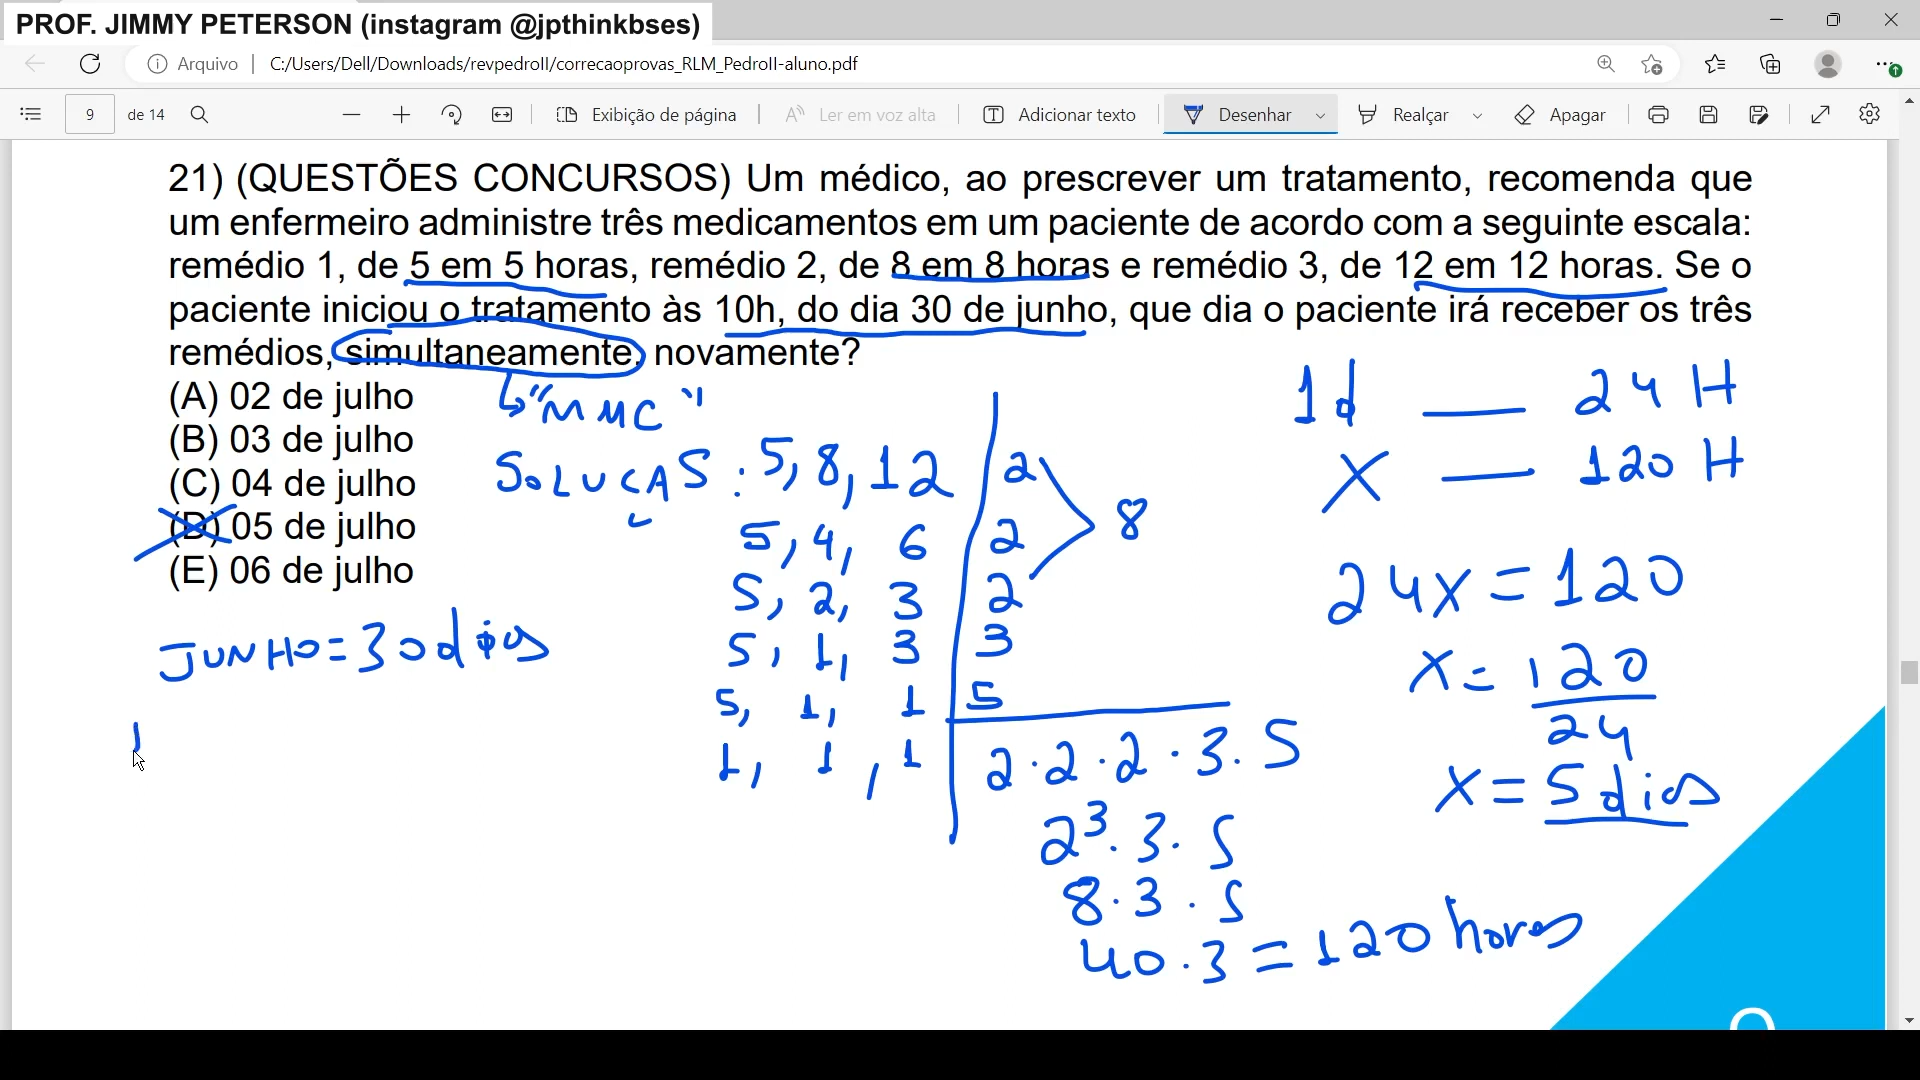 PROF. JIMMY PETERSON (instagram @jpthinkbses)
Arquivo | C:/Users/Dell/Downloads/revpedroII/correcaoprovas_RLM_PedroII-aluno.pdf
9 de 14 Exibição de página Ler em voz alta Adicionar texto Desenhar Realçar Apagar
21) (QUESTÕES CONCURSOS) Um médico, ao prescrever um tratamento, recomenda que
um enfermeiro administre três medicamentos em um paciente de acordo com a seguinte escala:
remédio 1, de 5 em 5 horas, remédio 2, de 8 em 8 horas e remédio 3, de 12 em 12 horas. Se o
paciente iniciou o tratamento às 10h, do dia 30 de junho, que dia o paciente irá receber os três
remédios, simultaneamente, novamente?
(A) 02 de julho
(B) 03 de julho
(C) 04 de julho
(D) 05 de julho
(E) 06 de julho
"MMC"
SOLUÇAS : 5, 8, 12 | 2
5, 4, 6 | 2
5, 2, 3 | 2
5, 1, 3 | 3
5, 1, 1 | 5
1, 1, 1 | 2·2·2·3·5
8
2³·3·5
8·3·5
40·3 = 120 horas
1d — 24 H
X — 120 H
24X = 120
X = 120
24
X = 5 dias
JUNHO = 30 dias
9